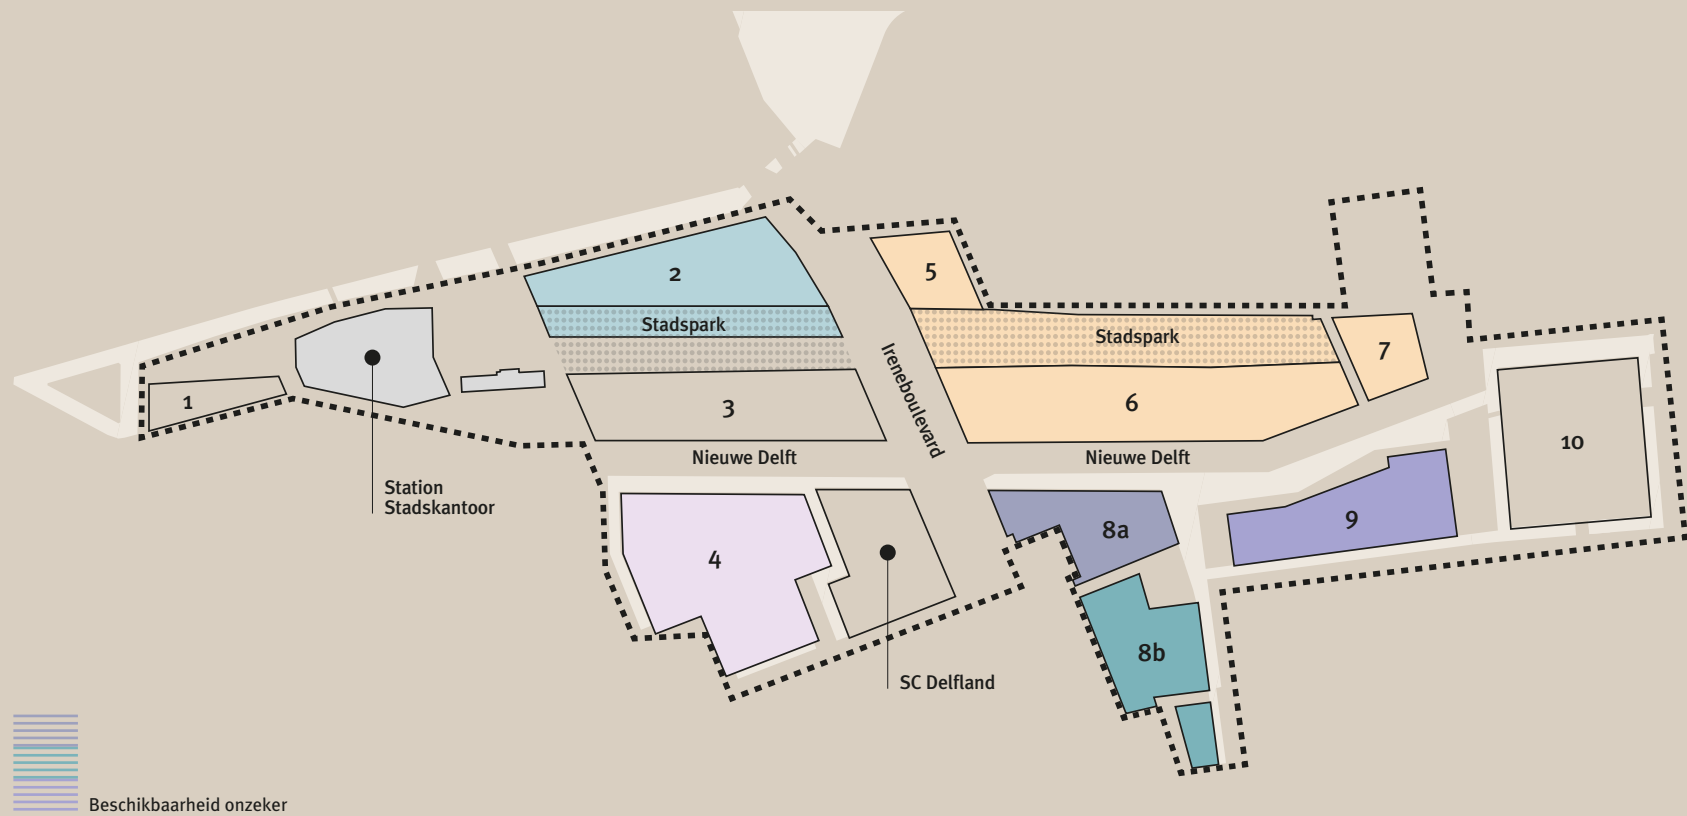 5
2
Stadspark
Stadspark
7
1
3
6
Ireneboulevard
10
Nieuwe Delft
Nieuwe Delft
Station
Stadskantoor
9
8a
4
8b
SC Delfland
Beschikbaarheid onzeker